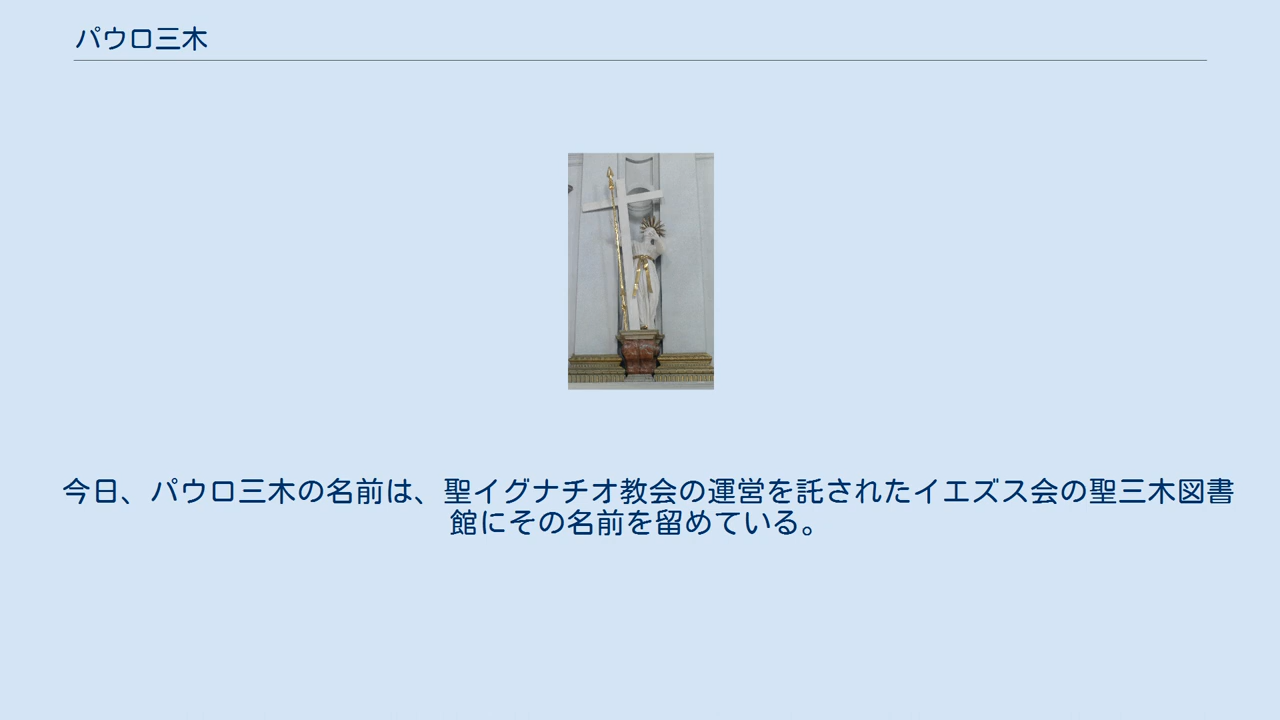 パウロ三木
今日、パウロ三木の名前は、聖イグナチオ教会の運営を託されたイエズス会の聖三木図書
館にその名前を留めている。